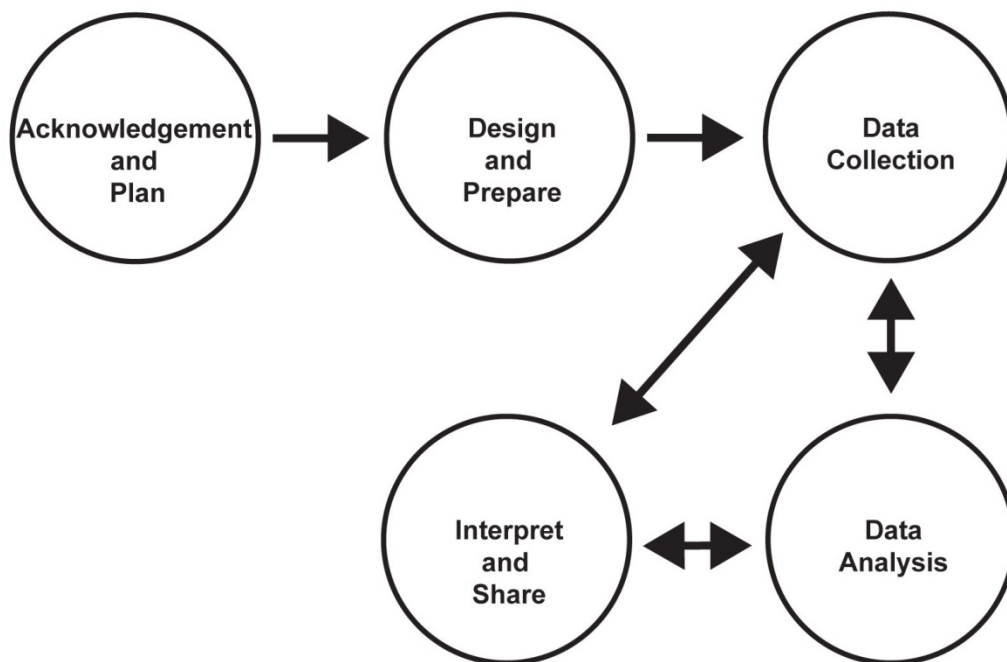 Acknowledgement
and
Plan
Design
and
Prepare
Data
Collection
Interpret
and
Share
Data
Analysis